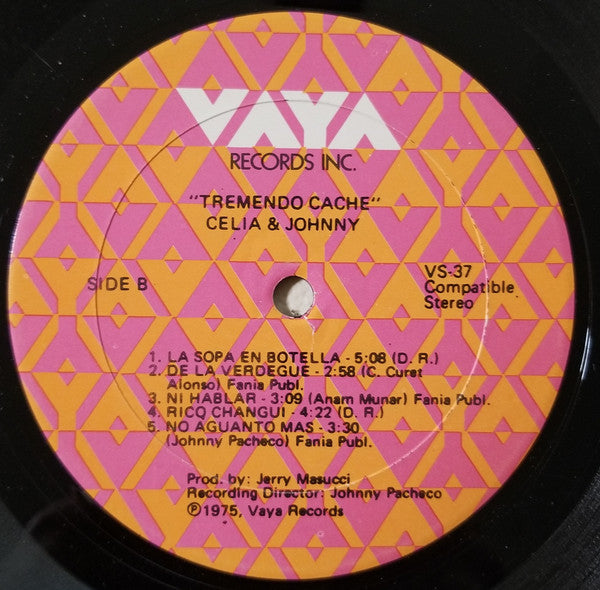 VAYA
RECORDS INC.
"TREMENDO CACHE"
CELIA & JOHNNY
SIDE B
VS-37
Compatible
Stereo
1. LA SOPA EN BOTELLA - 5:08 (D. R.)
2. DE LA VERDEGUE - 2:58 (C. Curet
Alonso) Fania Publ.
3. NI HABLAR - 3:09 (Anam Munar) Fania Publ.
4. RICO CHANGUI - 4:22 (D. R.)
5. NO AGUANTO MAS - 3:30
(Johnny Pacheco) Fania Publ.
Prod. by: Jerry Masucci
Recording Director: Johnny Pacheco
℗1975, Vaya Records